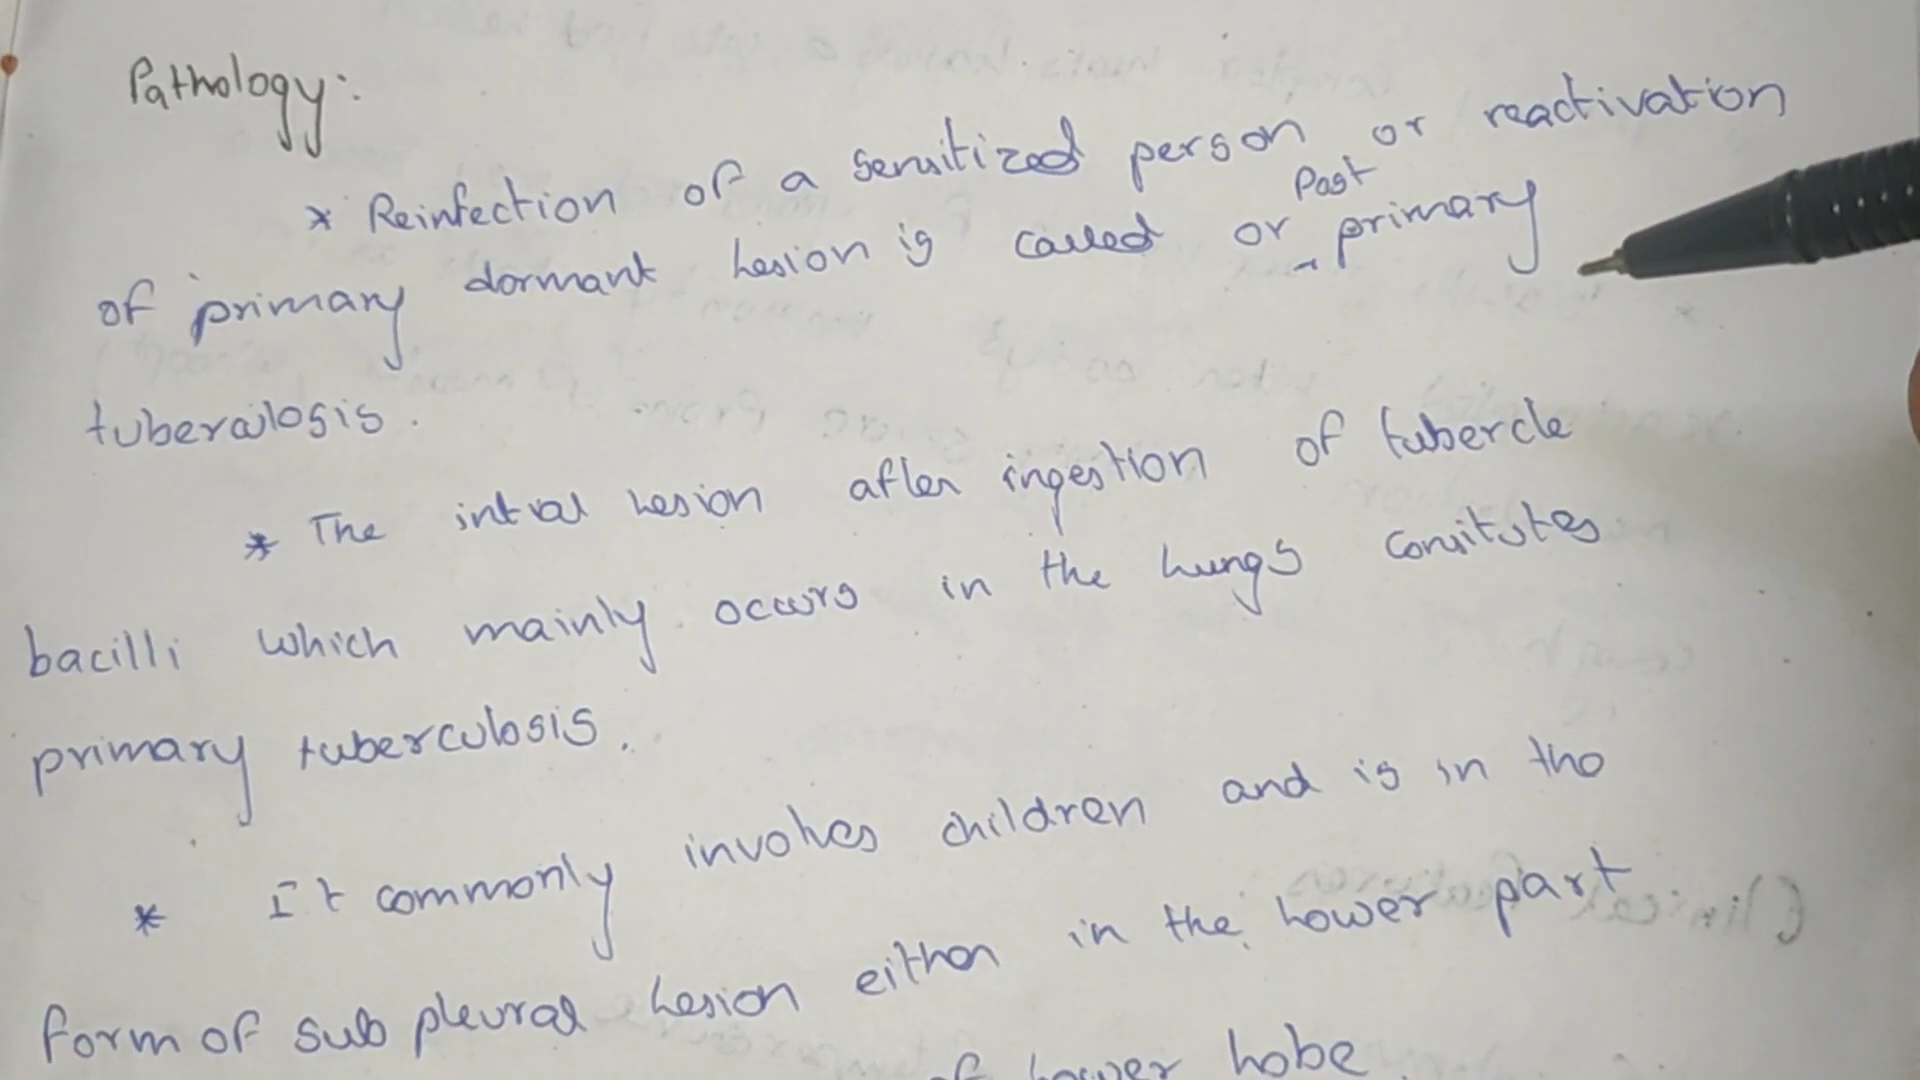 Pathology:
* Reinfection of a sensitized person or reactivation
of primary dormant lesion is called or ^ Post primary
tuberculosis.
* The intial lesion after ingestion of tubercle
bacilli which mainly occurs in the lungs consitutes
primary tuberculosis.
* It commonly involves children and is in the
form of sub pleural lesion either in the lower part
of lower lobe